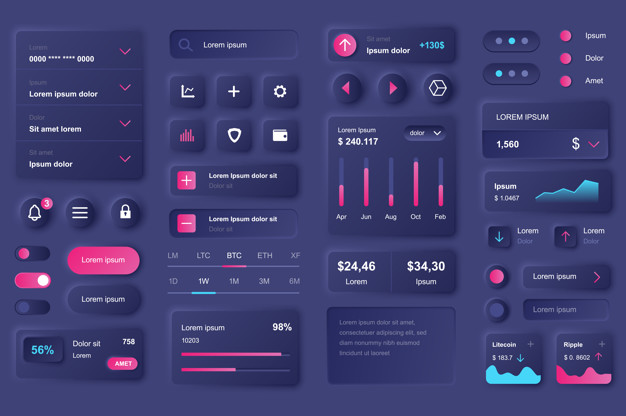 Lorem
0000 **** **** 0000
Ipsum
Lorem ipsum dolor
Dolor
Sit amet lorem
Sit amet
Ipsum dolor
3
Lorem ipsum
Lorem ipsum
56%
Dolor sit
758
Lorem
AMET
Lorem ipsum
Lorem Ipsum dolor sit
Dolor sit
Lorem Ipsum dolor sit
Dolor sit
LM LTC BTC ETH XF
1D 1W 1M 3M 6M
Lorem ipsum
98%
10203
Sit amet
Ipsum dolor
+130$
Lorem Ipsum
dolor
$ 240.117
Apr Jun Aug Oct Feb
$24,46
Lorem
$34,30
Ipsum
Lorem ipsum dolor sit amet,
consectetuer adipiscing elit,
sed diam nonummy nibh
Ipsum
Dolor
Amet
LOREM IPSUM
1,560
$
Ipsum
$ 1.0467
Lorem
Dolor
Lorem
Dolor
Lorem ipsum
Lorem ipsum
Litecoin +
$ 183.7
Ripple +
$ 0. 8602